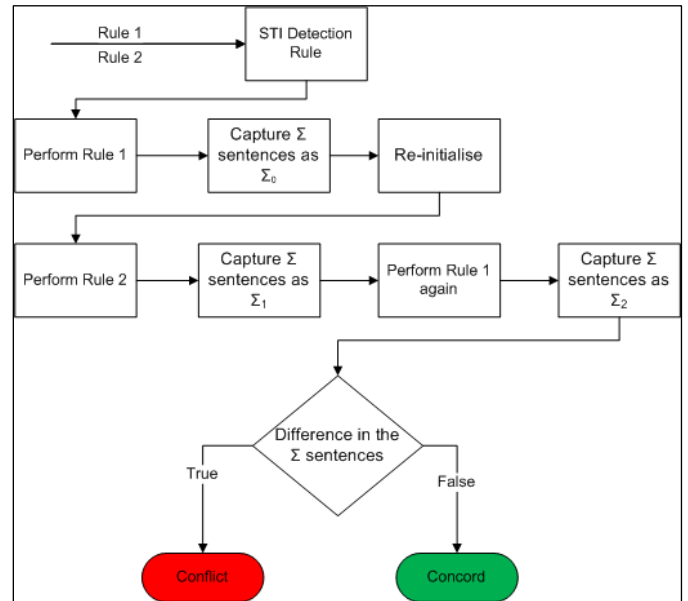 Rule 1
Rule 2
STI Detection
Rule
Perform Rule 1
Capture Σ
sentences as
Σ₀
Re-initialise
Perform Rule 2
Capture Σ
sentences as
Σ₁
Perform Rule 1
again
Capture Σ
sentences as
Σ₂
Difference in the
Σ sentences
True
False
Conflict
Concord